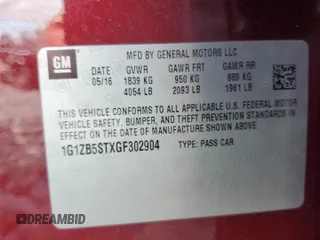 GM
MFD BY GENERAL MOTORS LLC
DATE GVWR GAWR FRT GAWR RR
05/16 1839 KG 950 KG 889 KG
4054 LB 2093 LB 1961 LB
THIS VEHICLE CONFORMS TO ALL APPLICABLE U.S. FEDERAL MOTOR
VEHICLE SAFETY, BUMPER, AND THEFT PREVENTION STANDARDS IN
EFFECT ON THE DATE OF MANUFACTURE SHOWN ABOVE.
1G1ZB5STXGF302904 TYPE: PASS CAR
DREAMBID